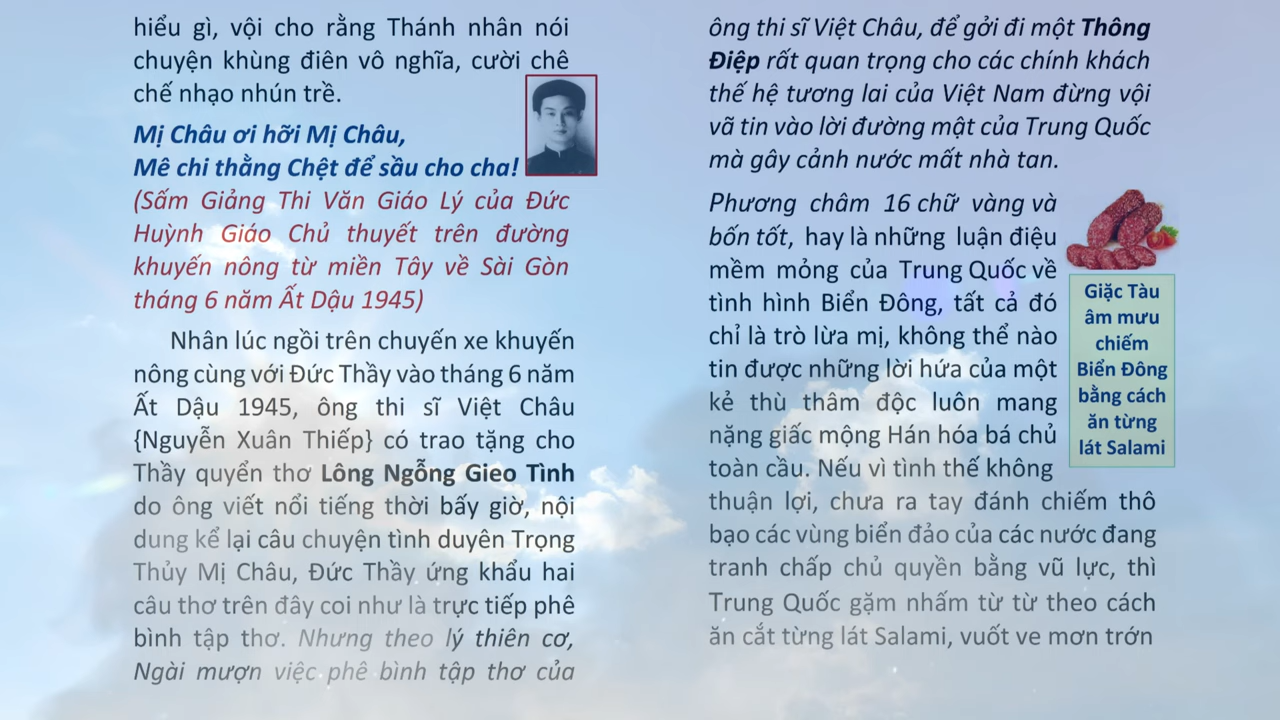 hiểu gì, vội cho rằng Thánh nhân nói
chuyện khùng điên vô nghĩa, cười chê
chế nhạo nhún trề.
Mị Châu ơi hỡi Mị Châu,
Mê chi thằng Chệt để sầu cho cha!
(Sấm Giảng Thi Văn Giáo Lý của Đức
Huỳnh Giáo Chủ thuyết trên đường
khuyến nông từ miền Tây về Sài Gòn
tháng 6 năm Ất Dậu 1945)
Nhân lúc ngồi trên chuyến xe khuyến
nông cùng với Đức Thầy vào tháng 6 năm
Ất Dậu 1945, ông thi sĩ Việt Châu
{Nguyễn Xuân Thiếp} có trao tặng cho
Thầy quyển thơ Lông Ngỗng Gieo Tình
do ông viết nổi tiếng thời bấy giờ, nội
dung kể lại câu chuyện tình duyên Trọng
Thủy Mị Châu, Đức Thầy ứng khẩu hai
câu thơ trên đây coi như là trực tiếp phê
bình tập thơ. Nhưng theo lý thiên cơ,
Ngài mượn việc phê bình tập thơ của
ông thi sĩ Việt Châu, để gởi đi một Thông
Điệp rất quan trọng cho các chính khách
thế hệ tương lai của Việt Nam đừng vội
vã tin vào lời đường mật của Trung Quốc
mà gây cảnh nước mất nhà tan.
Phương châm 16 chữ vàng và
bốn tốt, hay là những luận điệu
mềm mỏng của Trung Quốc về
tình hình Biển Đông, tất cả đó
chỉ là trò lừa mị, không thể nào
tin được những lời hứa của một
kẻ thù thâm độc luôn mang
nặng giấc mộng Hán hóa bá chủ
toàn cầu. Nếu vì tình thế không
thuận lợi, chưa ra tay đánh chiếm thô
bạo các vùng biển đảo của các nước đang
tranh chấp chủ quyền bằng vũ lực, thì
Trung Quốc gặm nhấm từ từ theo cách
ăn cắt từng lát Salami, vuốt ve mơn trớn
Giặc Tàu
âm mưu
chiếm
Biển Đông
bằng cách
ăn từng
lát Salami